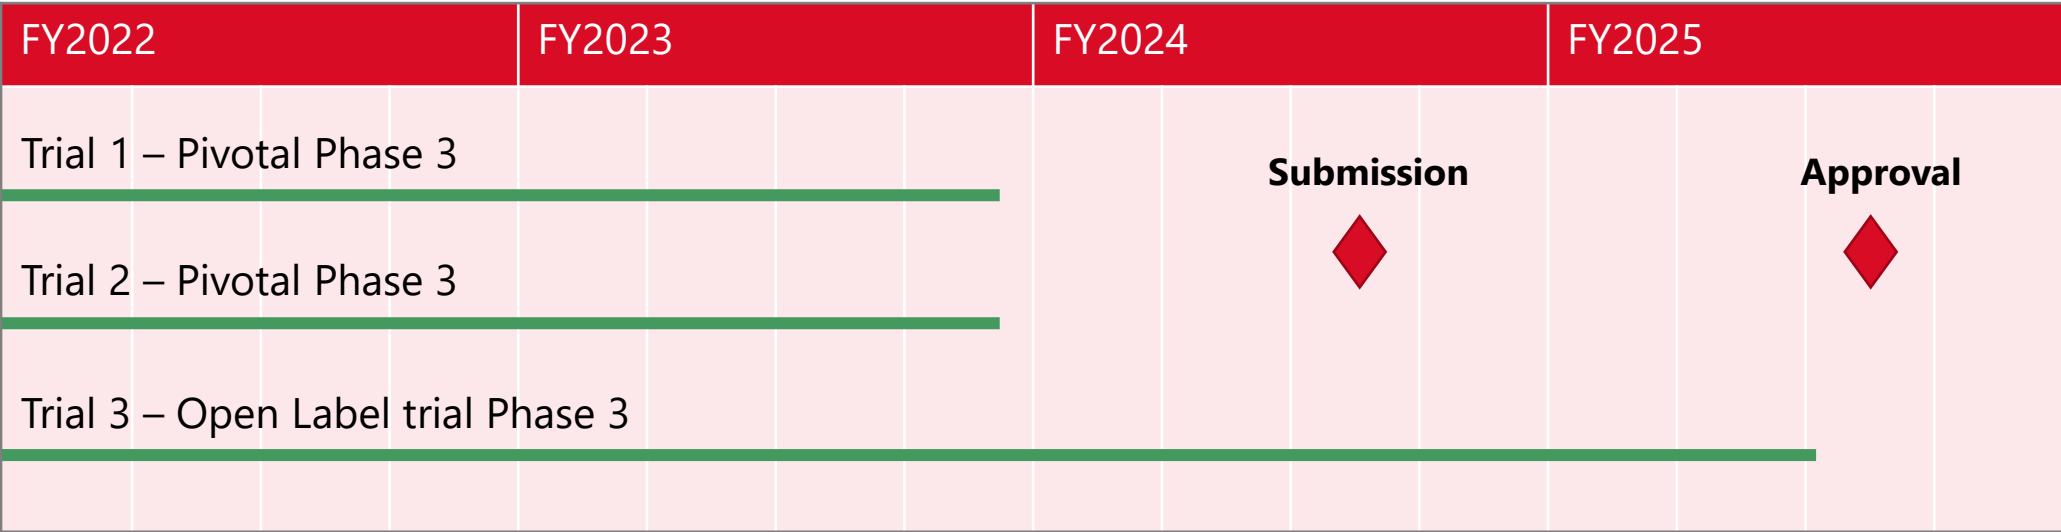 FY2022 FY2023 FY2024 FY2025
Trial 1 – Pivotal Phase 3
Submission Approval
Trial 2 – Pivotal Phase 3
Trial 3 – Open Label trial Phase 3